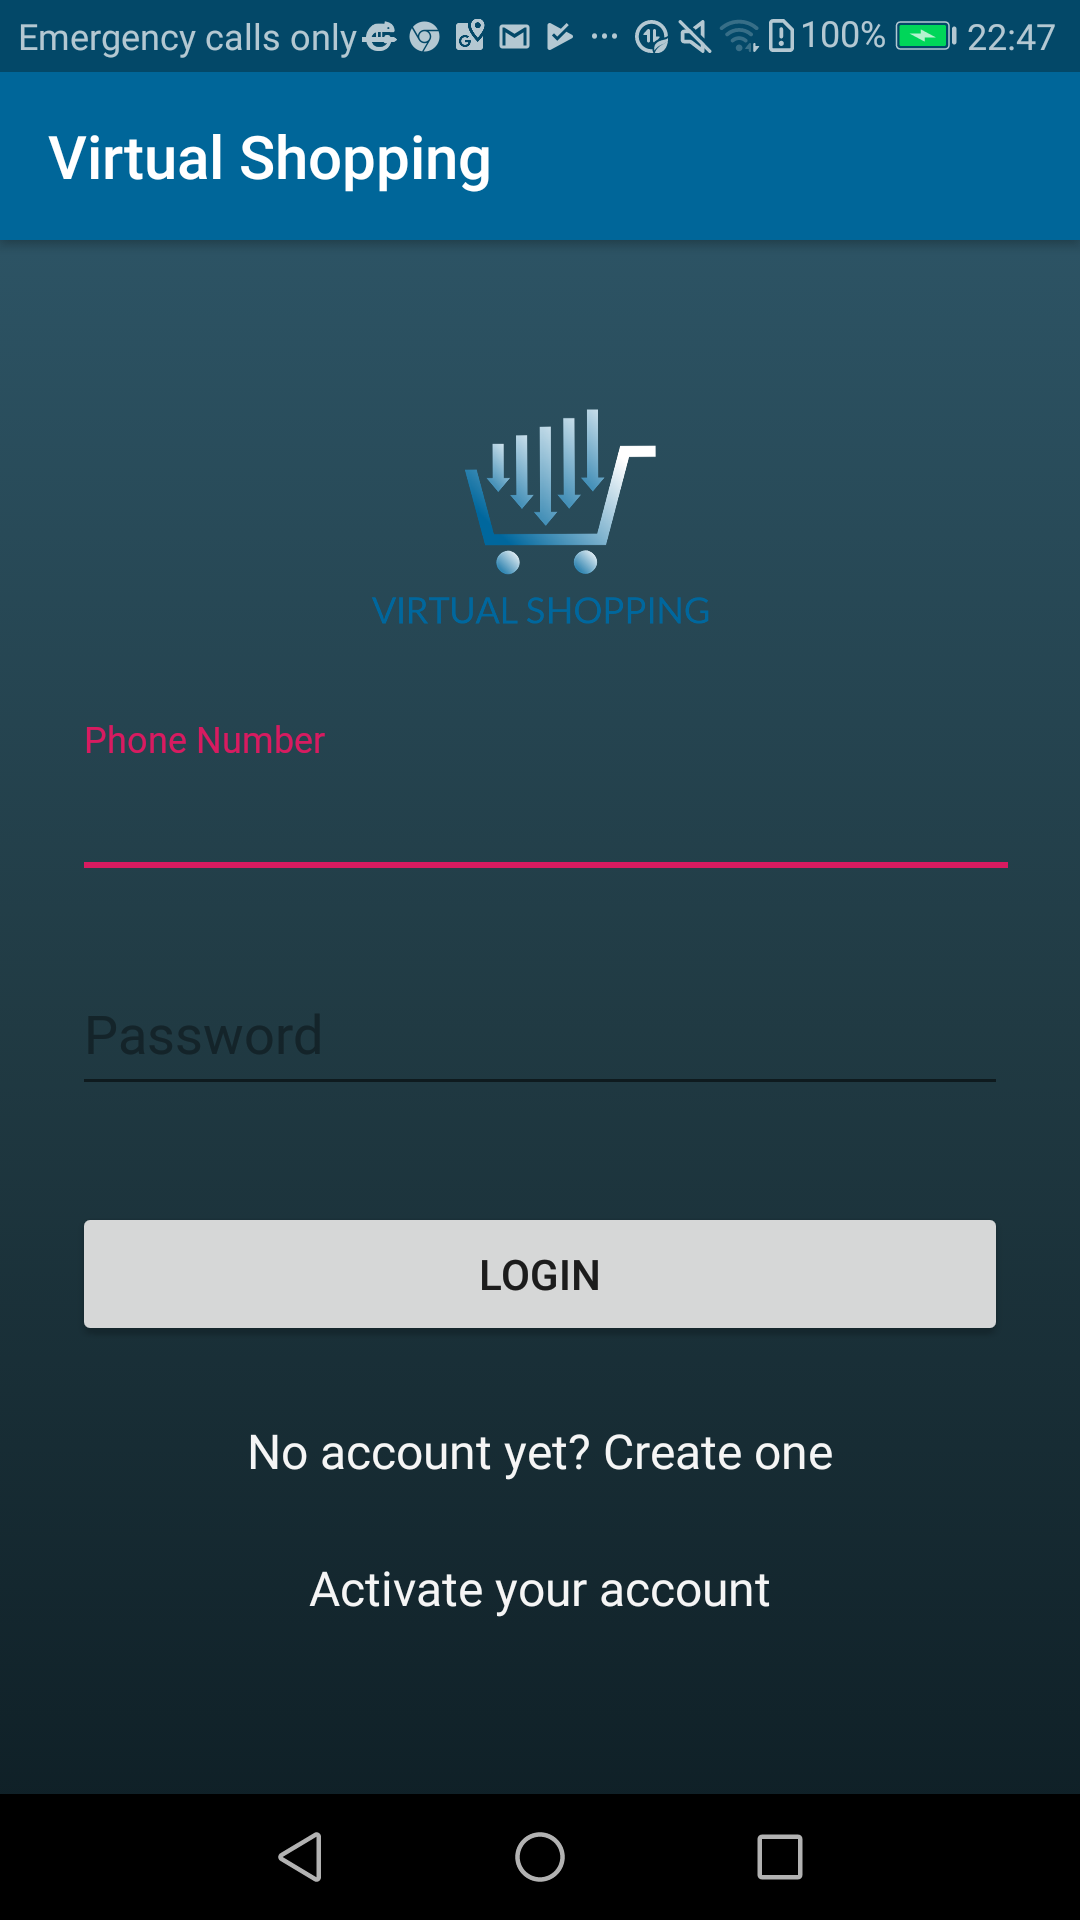 Emergency calls only 100% 22:47
Virtual Shopping
VIRTUAL SHOPPING
Phone Number
Password
LOGIN
No account yet? Create one
Activate your account